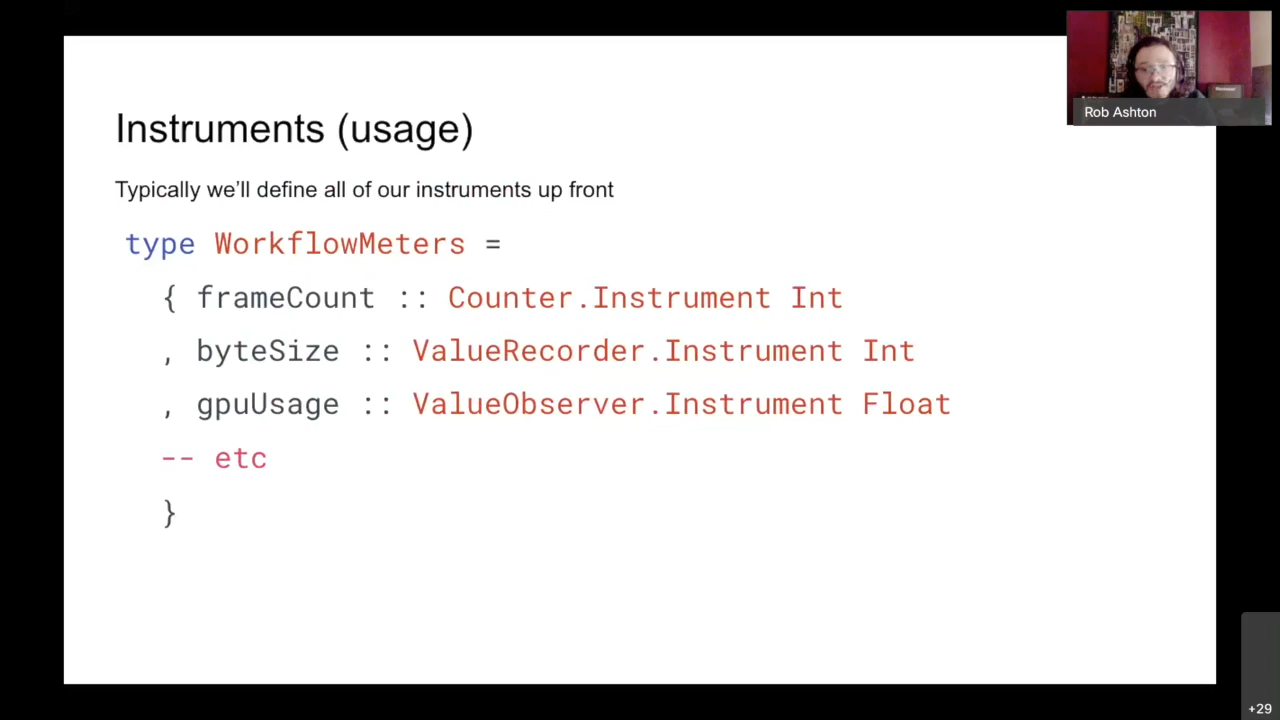 Rob Ashton
Instruments (usage)
Typically we'll define all of our instruments up front
type WorkflowMeters =
{ frameCount :: Counter.Instrument Int
, byteSize :: ValueRecorder.Instrument Int
, gpuUsage :: ValueObserver.Instrument Float
-- etc
}
+29